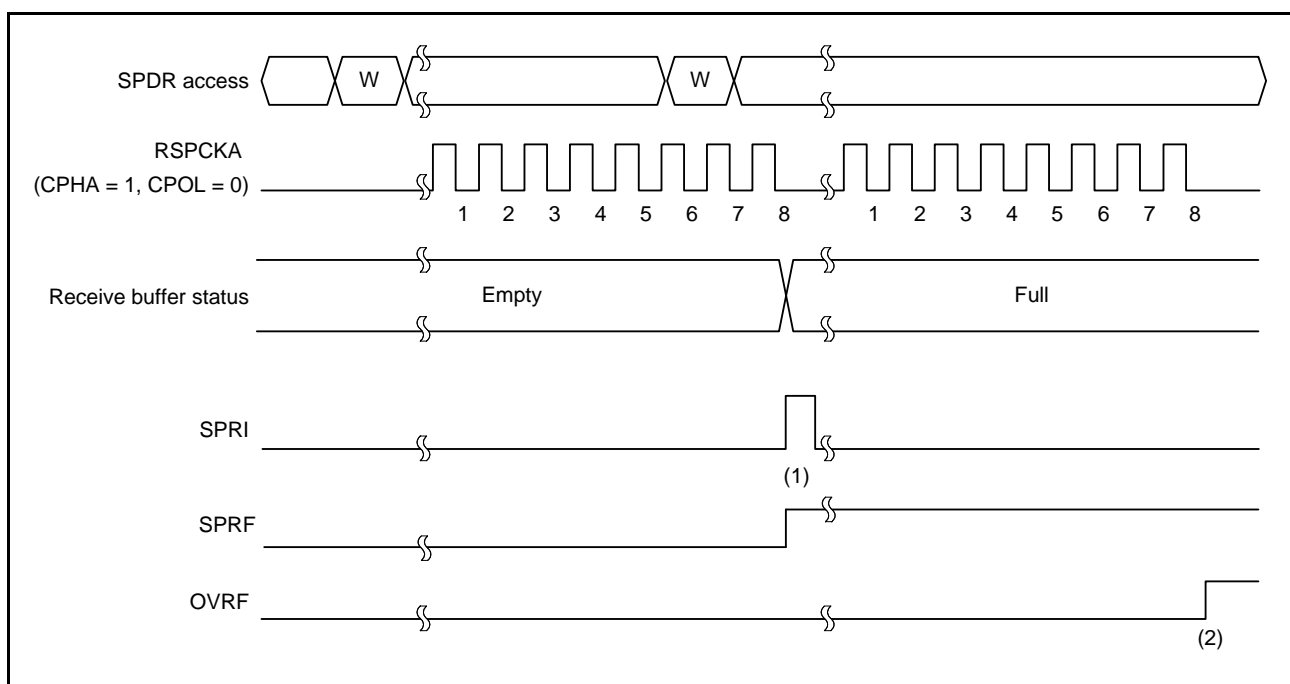 SPDR access
W
W
RSPCKA
(CPHA = 1, CPOL = 0)
1 2 3 4 5 6 7 8 1 2 3 4 5 6 7 8
Receive buffer status
Empty
Full
SPRI
(1)
SPRF
OVRF
(2)